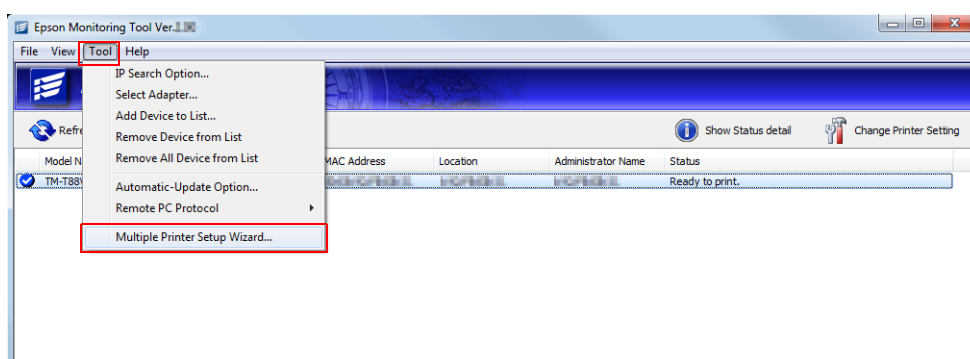 Epson Monitoring Tool Ver.
File View Tool Help
IP Search Option...
Select Adapter...
Add Device to List...
Remove Device from List
Remove All Device from List
Automatic-Update Option...
Remote PC Protocol
Multiple Printer Setup Wizard...
Show Status detail Change Printer Setting
MAC Address Location Administrator Name Status
Ready to print.